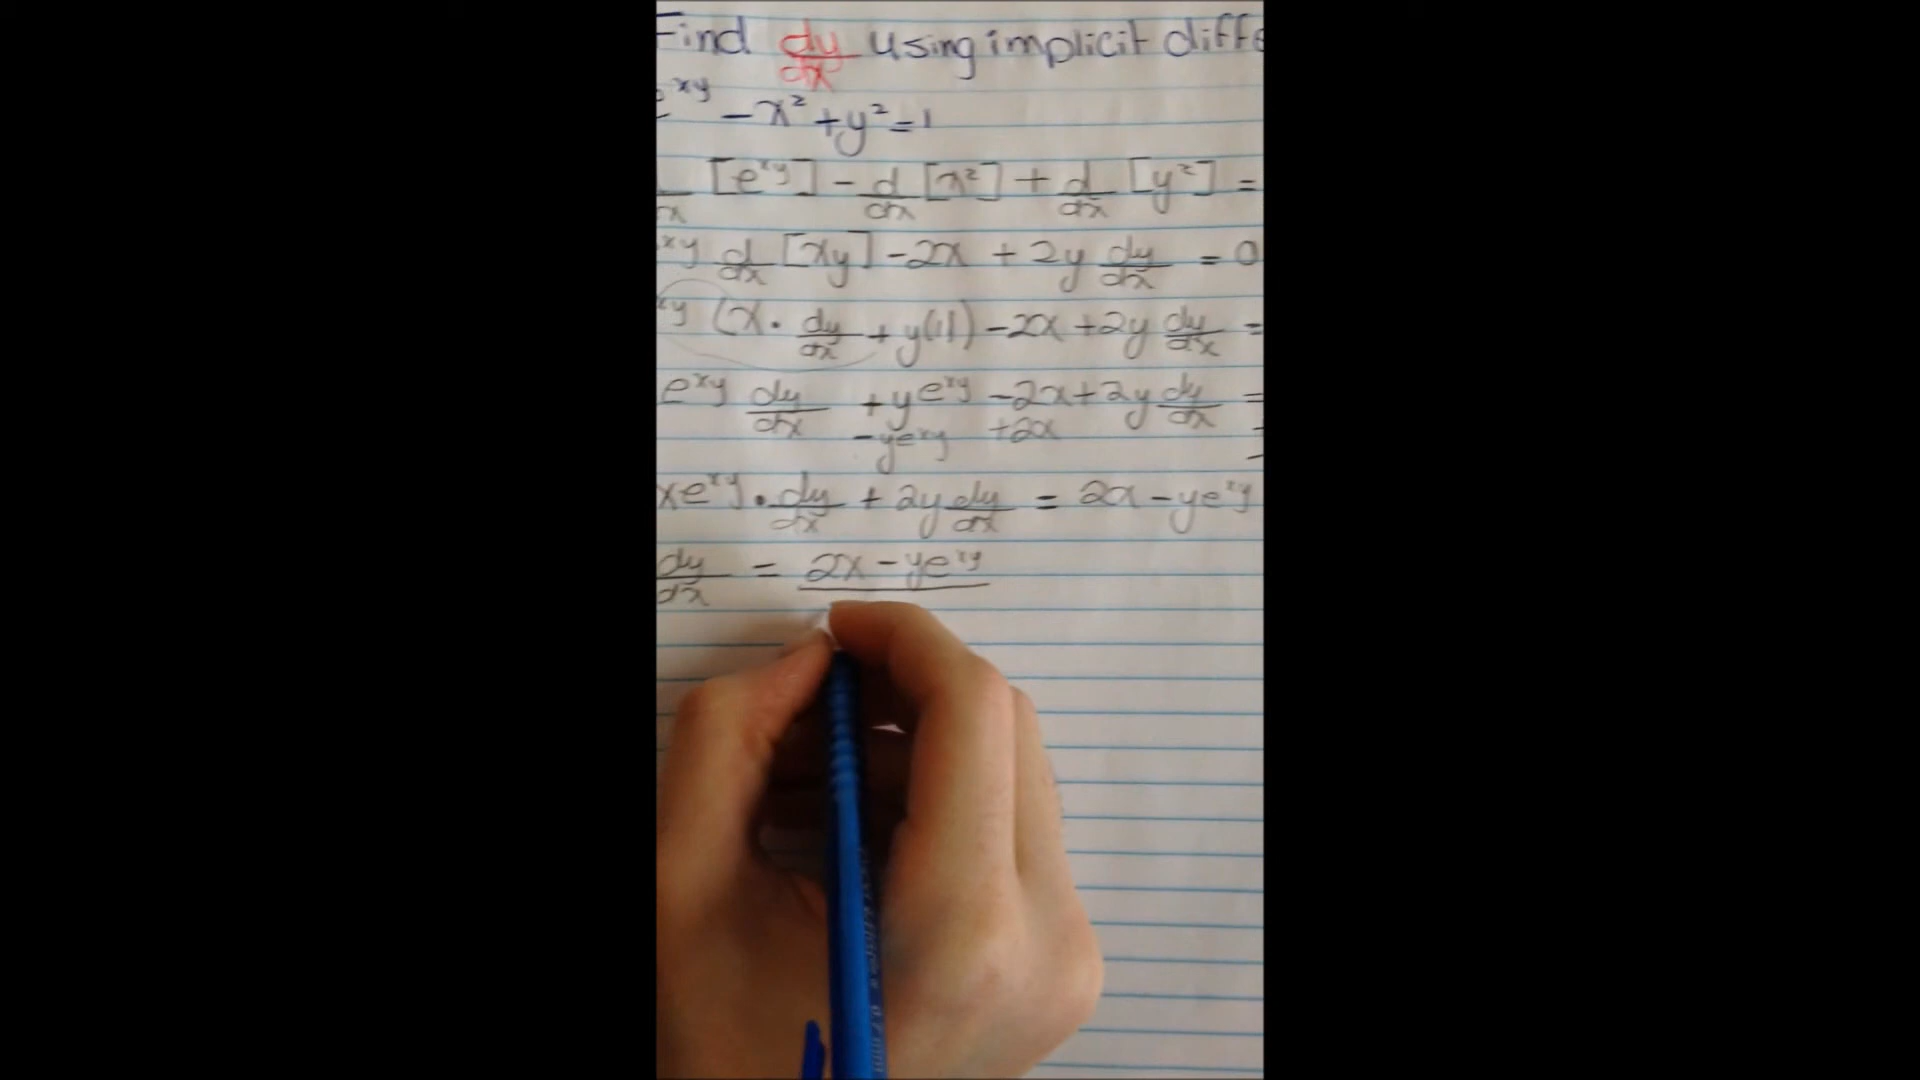 Find dy/dx using implicit diffe
e^xy - x² + y² = 1
[e^xy] - d/dx [x²] + d/dx [y²] =
xy d/dx [xy] - 2x + 2y dy/dx = 0
xy (x · dy/dx + y(1)) - 2x + 2y dy/dx =
e^xy dy/dx + ye^xy - 2x + 2y dy/dx =
-ye^xy +2x
xe^xy · dy/dx + 2y dy/dx = 2x - ye^xy
dy/dx = 2x - ye^xy